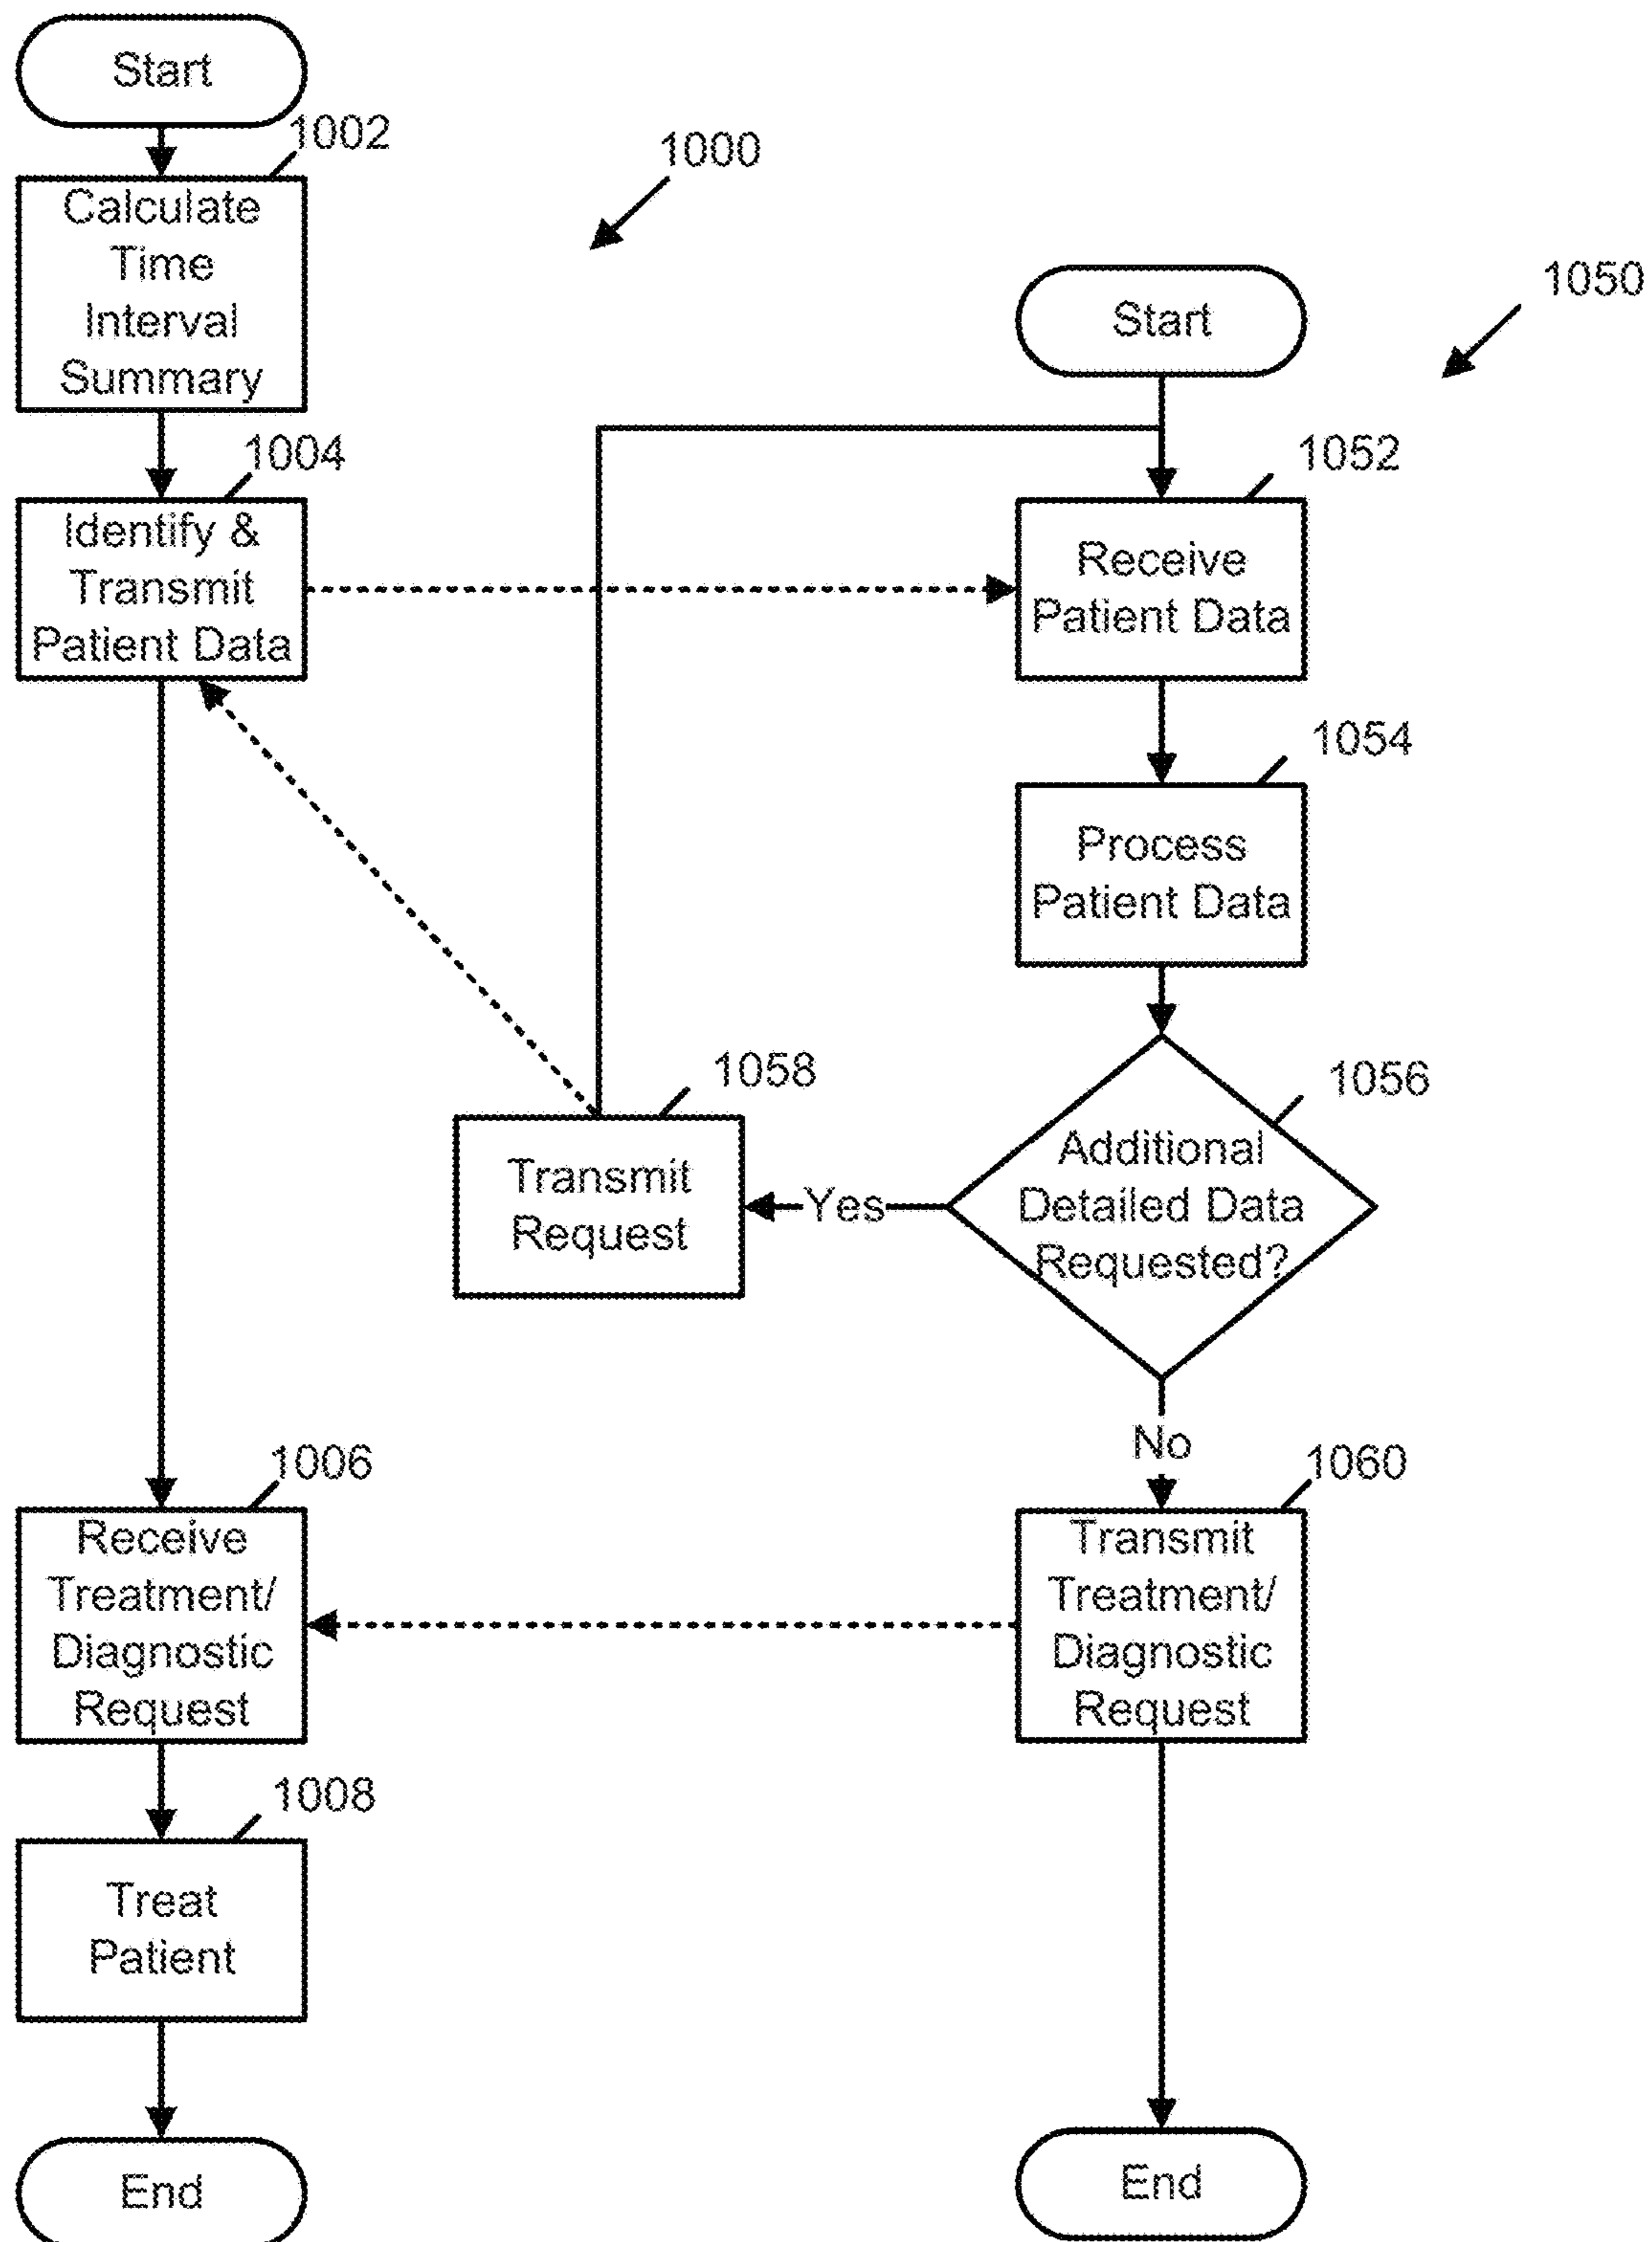 Start
1002
Calculate
Time
Interval
Summary
1004
Identify &
Transmit
Patient Data
1006
Receive
Treatment/
Diagnostic
Request
1008
Treat
Patient
End
1000
1050
Start
1052
Receive
Patient Data
1054
Process
Patient Data
1056
Additional
Detailed Data
Requested?
Yes
1058
Transmit
Request
No
1060
Transmit
Treatment/
Diagnostic
Request
End